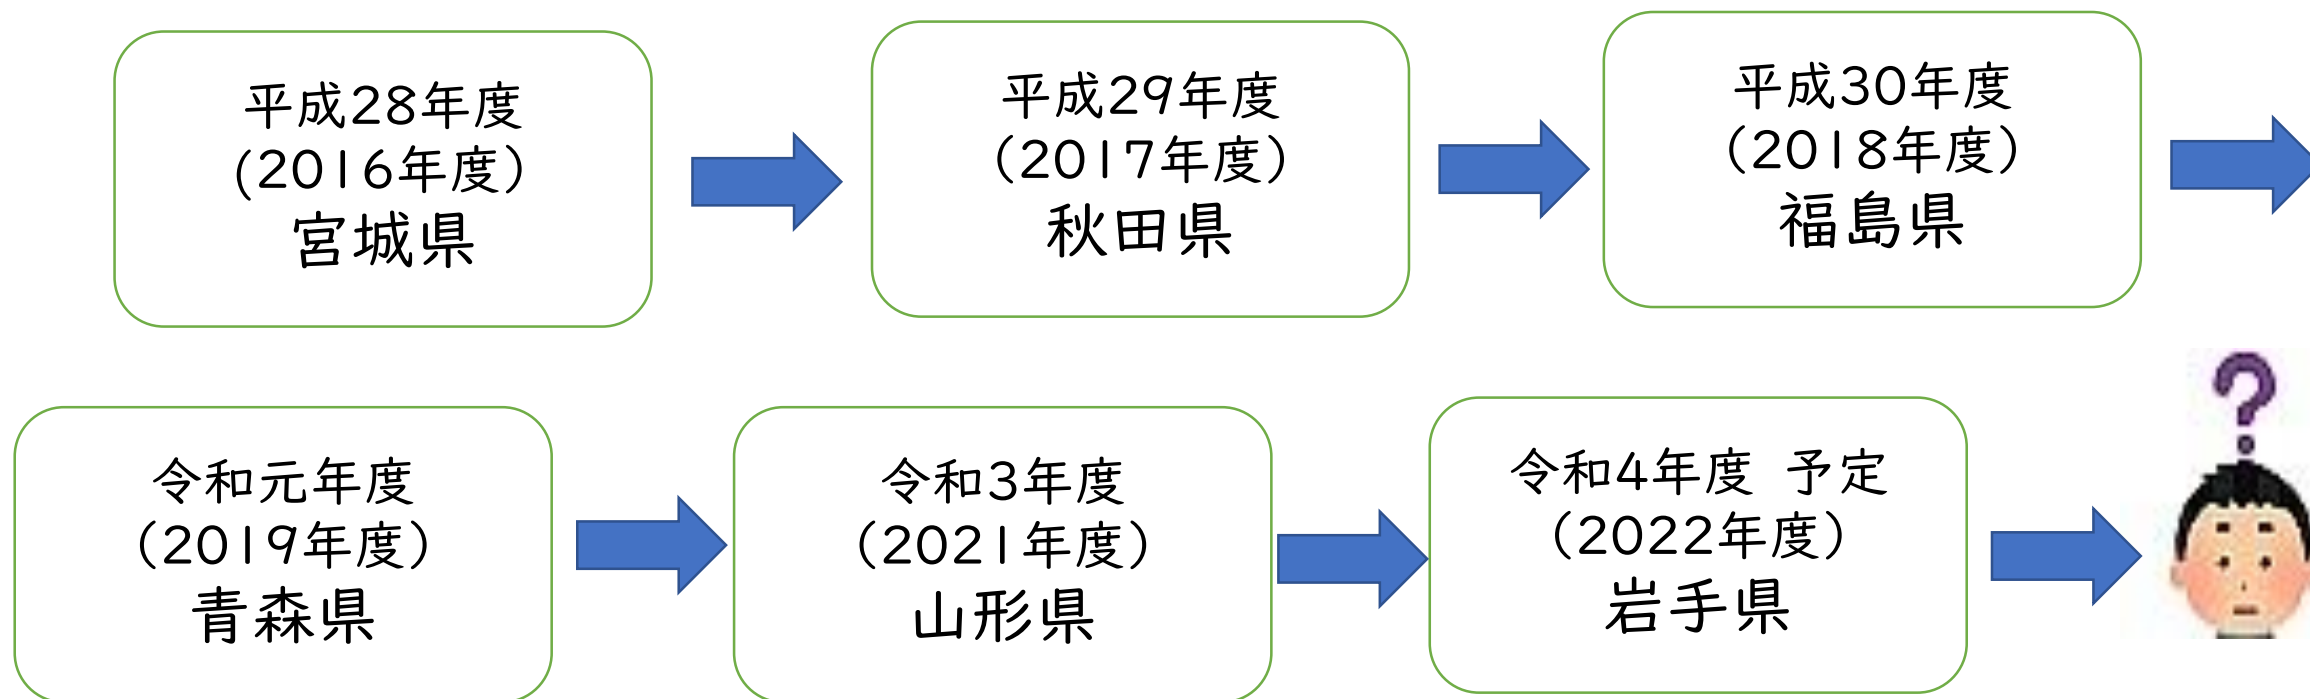 平成28年度
(2016年度)
宮城県
平成29年度
(2017年度)
秋田県
平成30年度
(2018年度)
福島県
令和元年度
(2019年度)
青森県
令和3年度
(2021年度)
山形県
令和4年度 予定
(2022年度)
岩手県
?